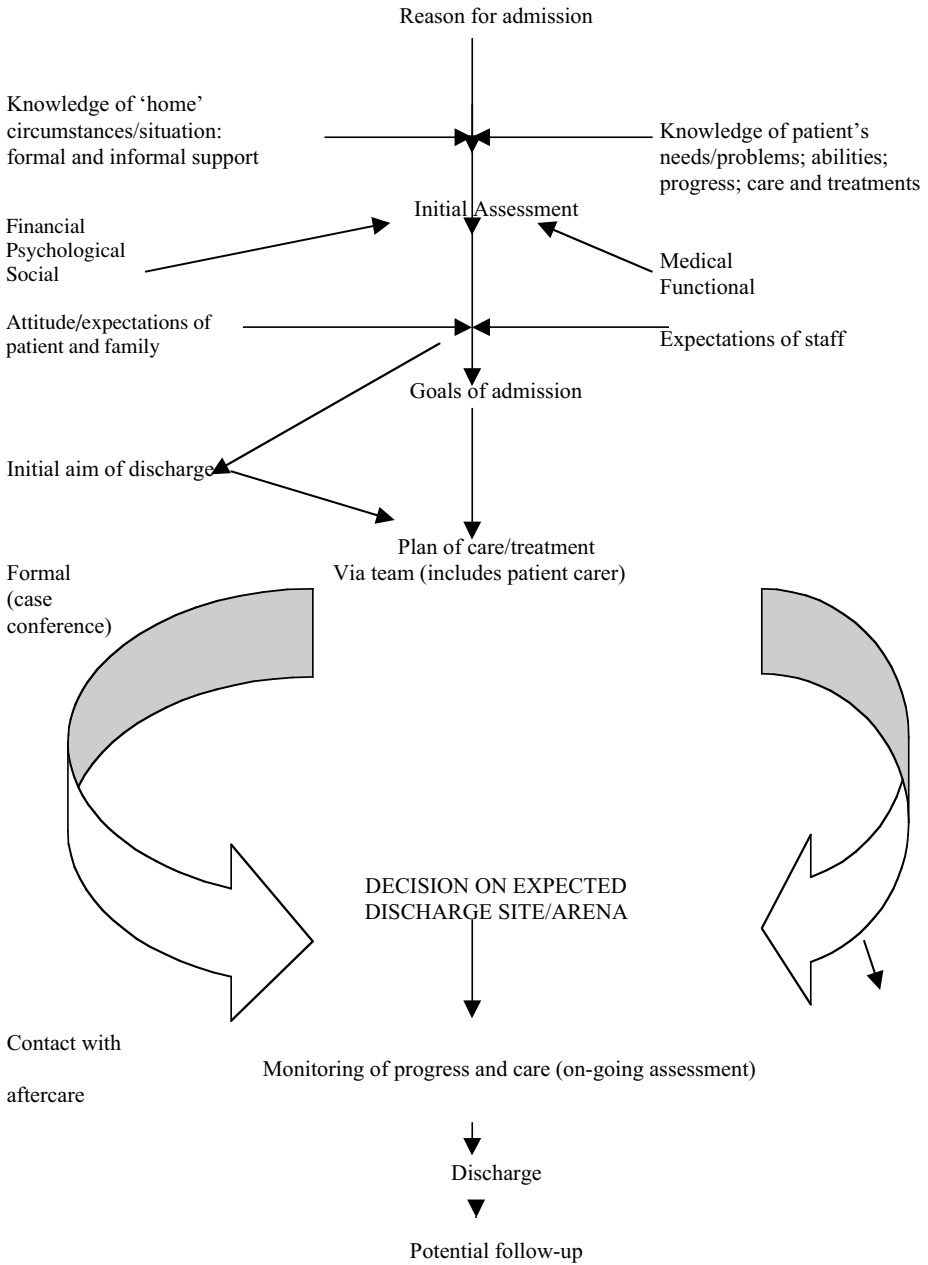 Reason for admission
Knowledge of ‘home’
circumstances/situation:
formal and informal support
Knowledge of patient’s
needs/problems; abilities;
progress; care and treatments
Initial Assessment
Financial
Psychological
Social
Medical
Functional
Attitude/expectations of
patient and family
Expectations of staff
Goals of admission
Initial aim of discharge
Plan of care/treatment
Via team (includes patient carer)
Formal
(case
conference)
DECISION ON EXPECTED
DISCHARGE SITE/ARENA
Contact with
aftercare
Monitoring of progress and care (on-going assessment)
Discharge
Potential follow-up